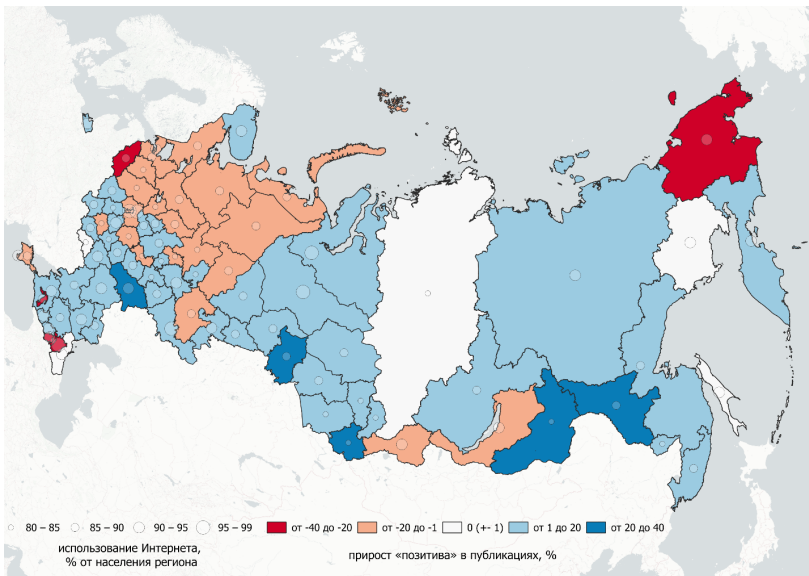 80 – 85 85 – 90 90 – 95 95 – 99 от -40 до -20 от -20 до -1 0 (+- 1) от 1 до 20 от 20 до 40
использование Интернета,
% от населения региона
прирост «позитива» в публикациях, %